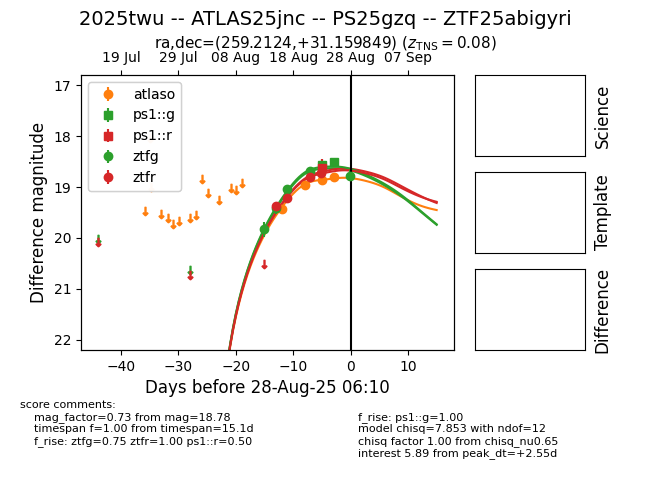 2025twu -- ATLAS25jnc -- PS25gzq -- ZTF25abigyri
ra,dec=(259.2124,+31.159849) (z_TNS = 0.08)
19 Jul 29 Jul 08 Aug 18 Aug 28 Aug 07 Sep
17
18
19
20
21
22
Difference magnitude
atlaso
ps1::g
ps1::r
ztfg
ztfr
−40 −30 −20 −10 0 10
Days before 28-Aug-25 06:10
Science
Template
Difference
score comments:
mag_factor=0.73 from mag=18.78
timespan f=1.00 from timespan=15.1d
f_rise: ztfg=0.75 ztfr=1.00 ps1::r=0.50
f_rise: ps1::g=1.00
model chisq=7.853 with ndof=12
chisq factor 1.00 from chisq_nu0.65
interest 5.89 from peak_dt=+2.55d